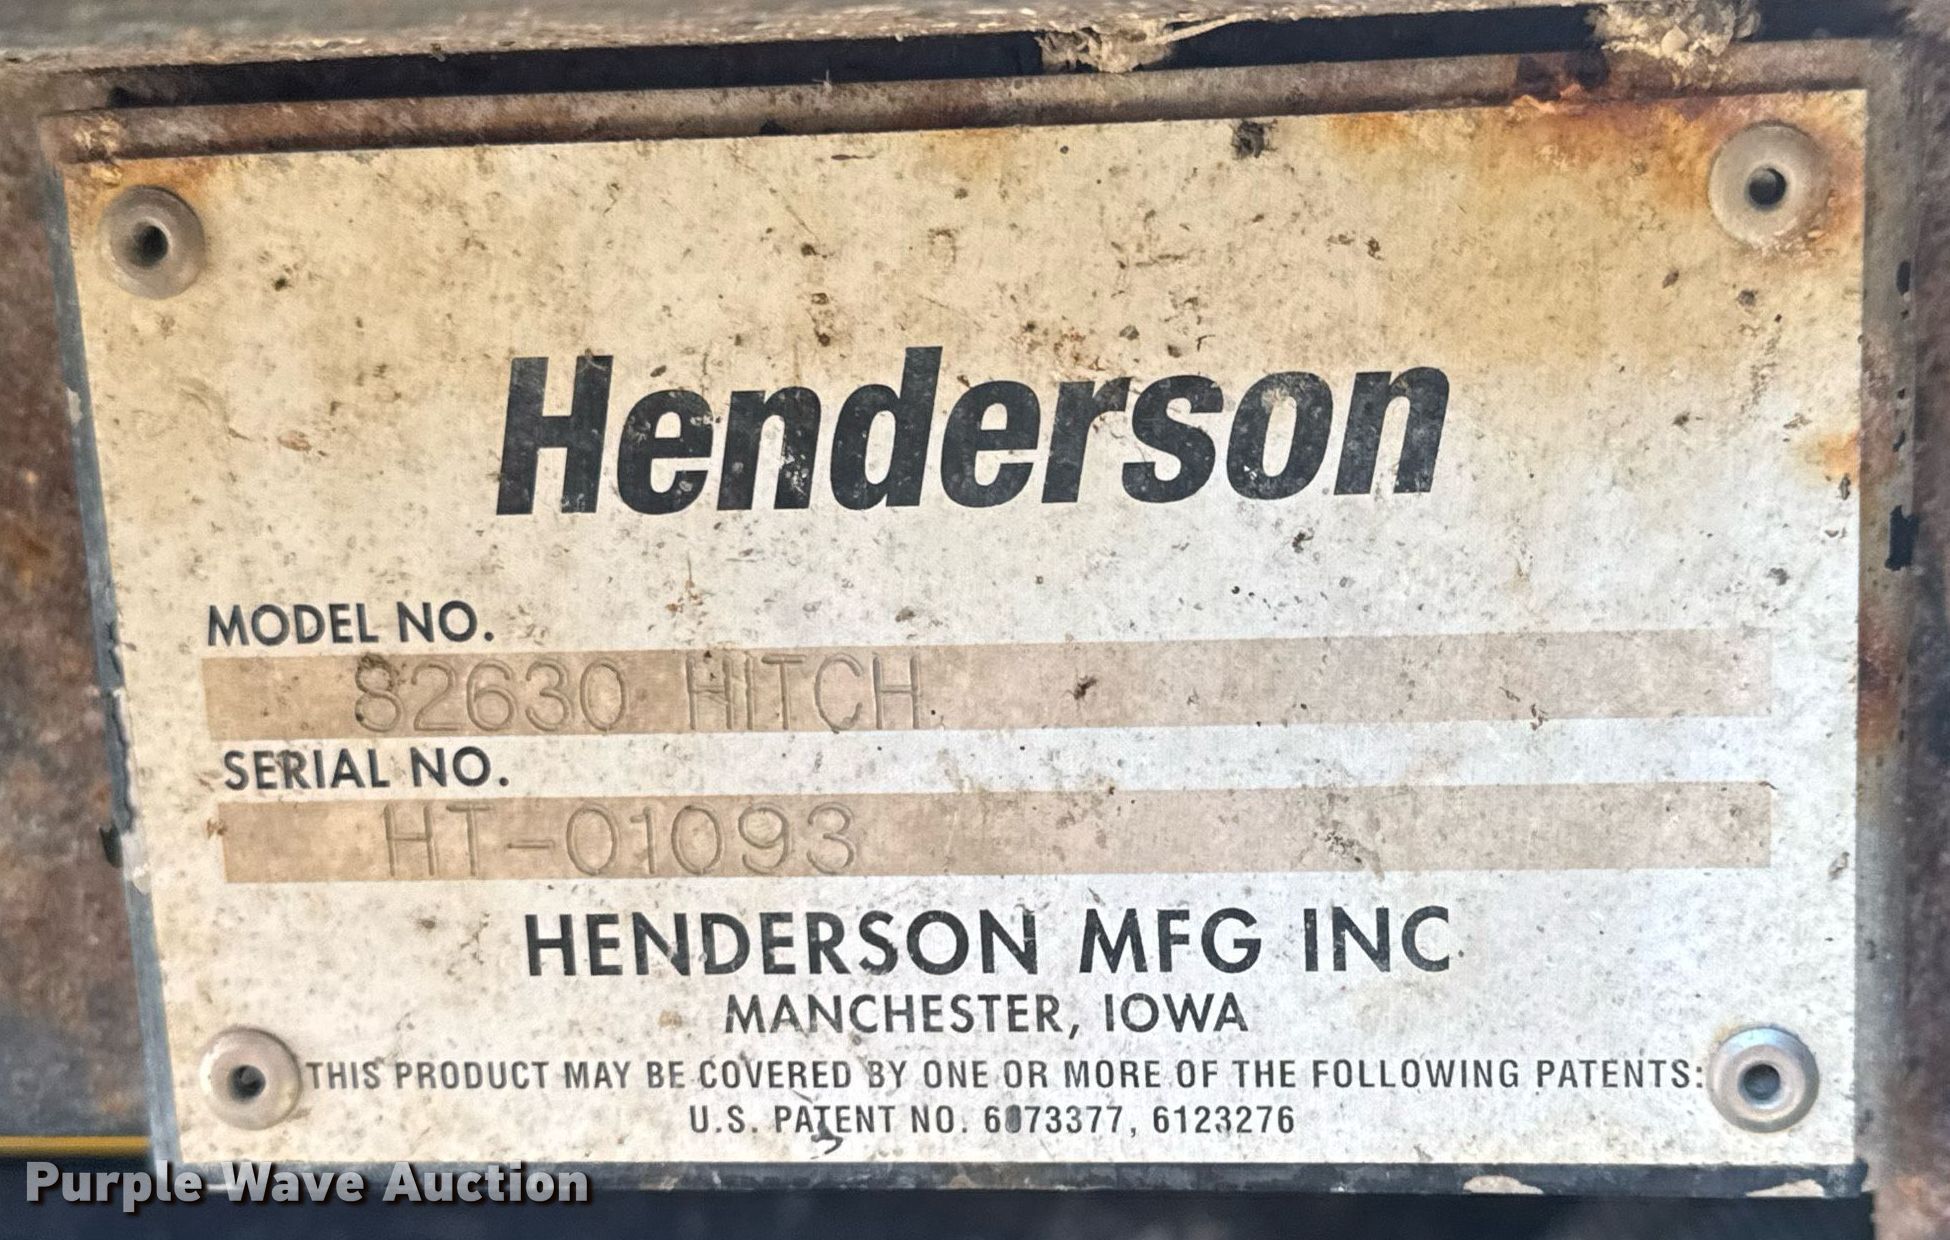 Henderson
MODEL NO.
82630 HITCH
SERIAL NO.
HT-01093
HENDERSON MFG INC
MANCHESTER, IOWA
THIS PRODUCT MAY BE COVERED BY ONE OR MORE OF THE FOLLOWING PATENTS:
U.S. PATENT NO. 6073377, 6123276
Purple Wave Auction